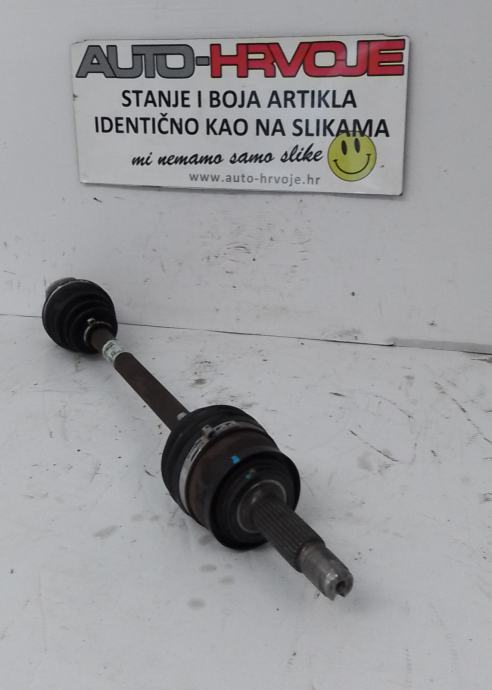 AUTO-HRVOJE
STANJE I BOJA ARTIKLA
IDENTIČNO KAO NA SLIKAMA
mi nemamo samo slike
www.auto-hrvoje.hr